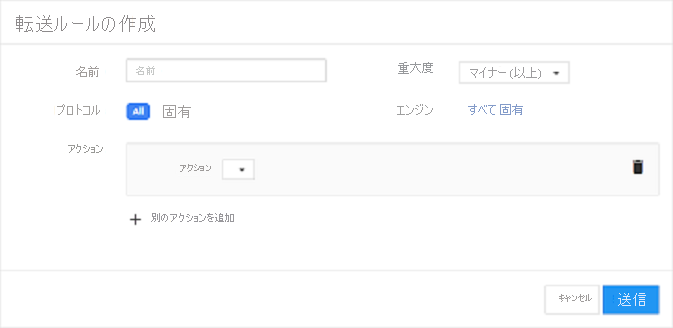 転送ルールの作成
名前 名前 重大度 マイナー (以上)
プロトコル All 固有 エンジン すべて 固有
アクション
アクション
別のアクションを追加
キャンセル 送信